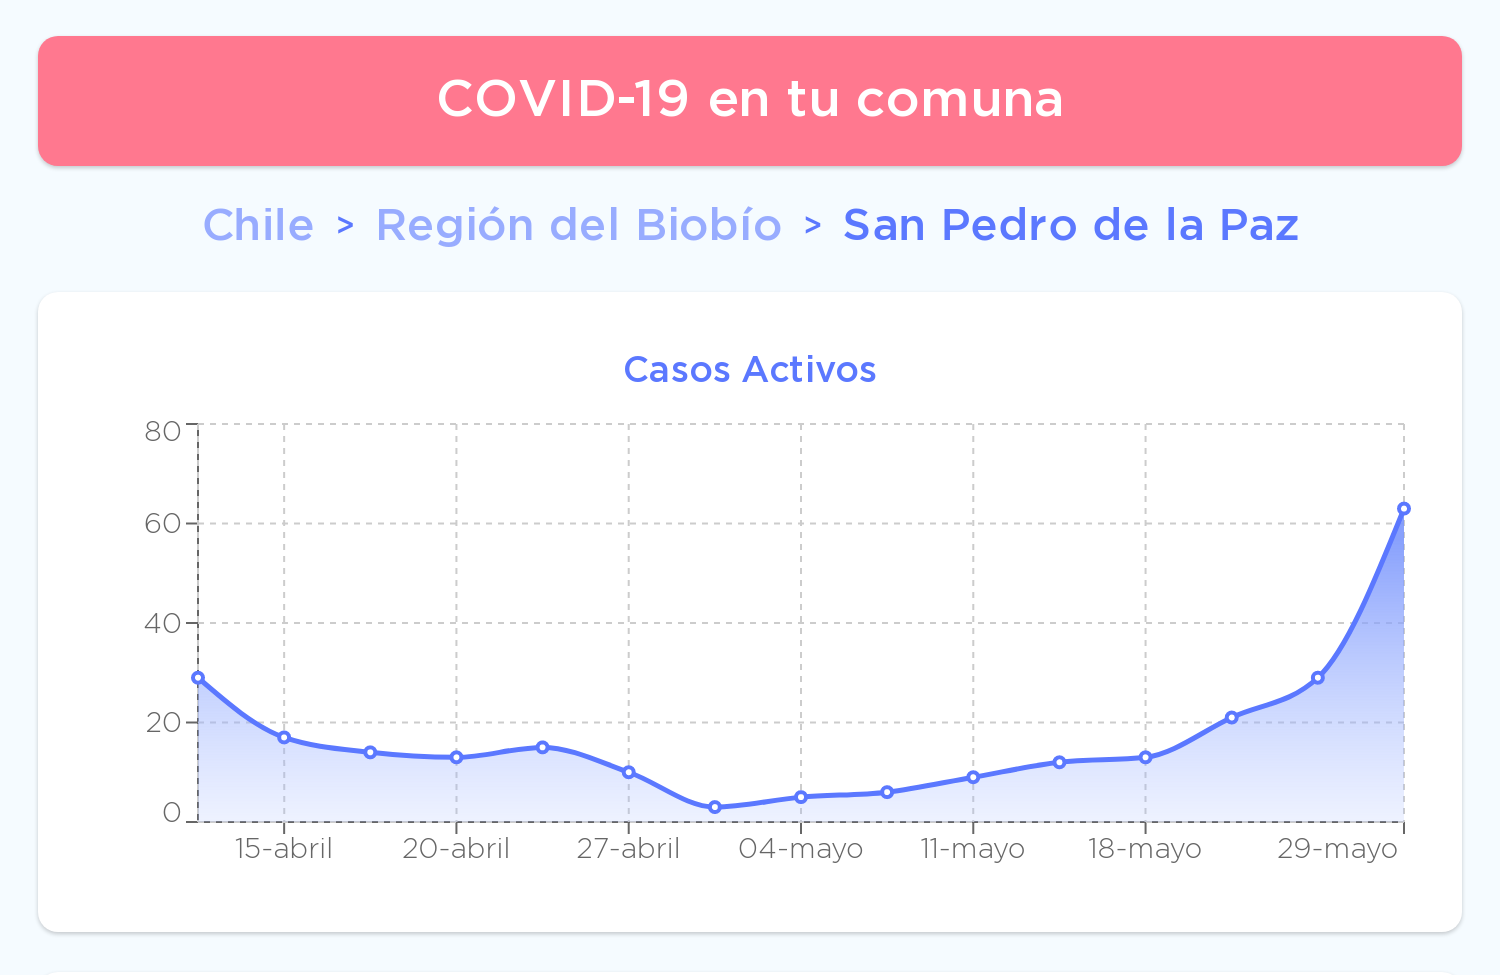 COVID-19 en tu comuna
Chile > Región del Biobío > San Pedro de la Paz
Casos Activos
80
60
40
20
0
15-abril 20-abril 27-abril 04-mayo 11-mayo 18-mayo 29-mayo